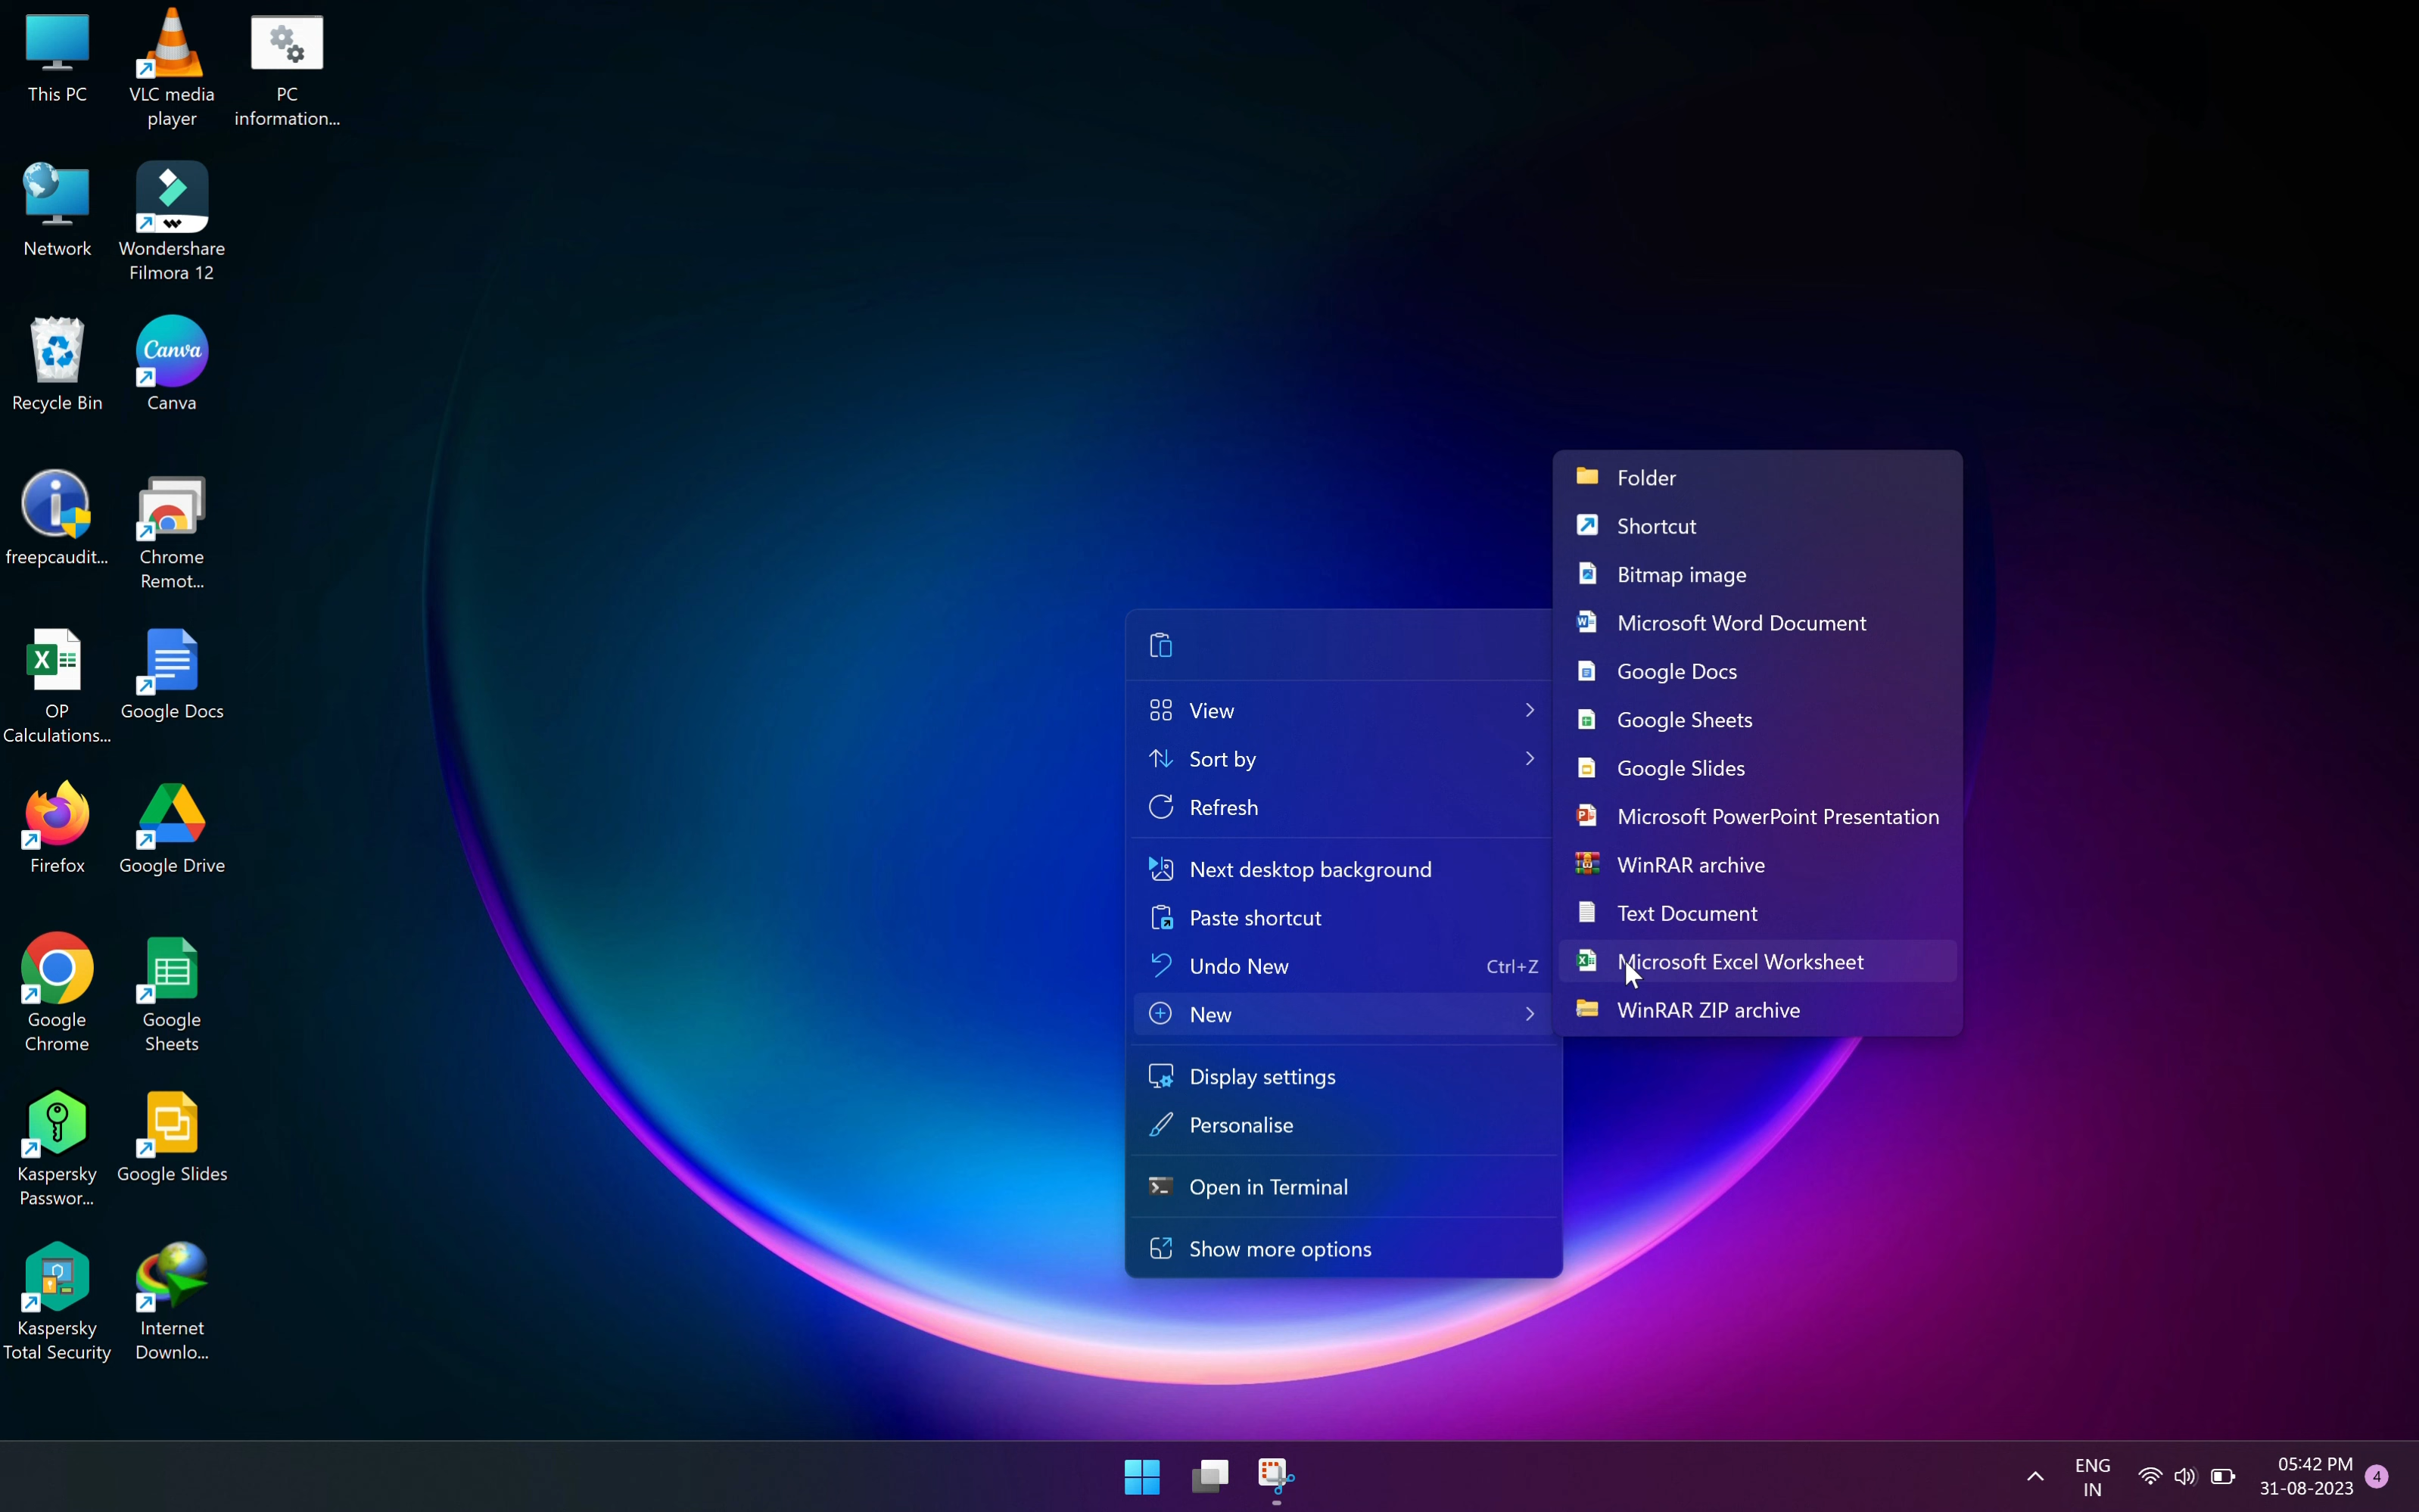 This PC
VLC media
player
PC
information...
Network
Wondershare
Filmora 12
Recycle Bin
Canva
Canva
freepcaudit...
Chrome
Remot...
OP
Calculations...
Google Docs
Firefox
Google Drive
Google
Chrome
Google
Sheets
Kaspersky
Passwor...
Google Slides
Kaspersky
Total Security
Internet
Downlo...
View
Sort by
Refresh
Next desktop background
Paste shortcut
Undo New Ctrl+Z
New
Display settings
Personalise
Open in Terminal
Show more options
Folder
Shortcut
Bitmap image
Microsoft Word Document
Google Docs
Google Sheets
Google Slides
Microsoft PowerPoint Presentation
WinRAR archive
Text Document
Microsoft Excel Worksheet
WinRAR ZIP archive
ENG
IN
05:42 PM
31-08-2023
4